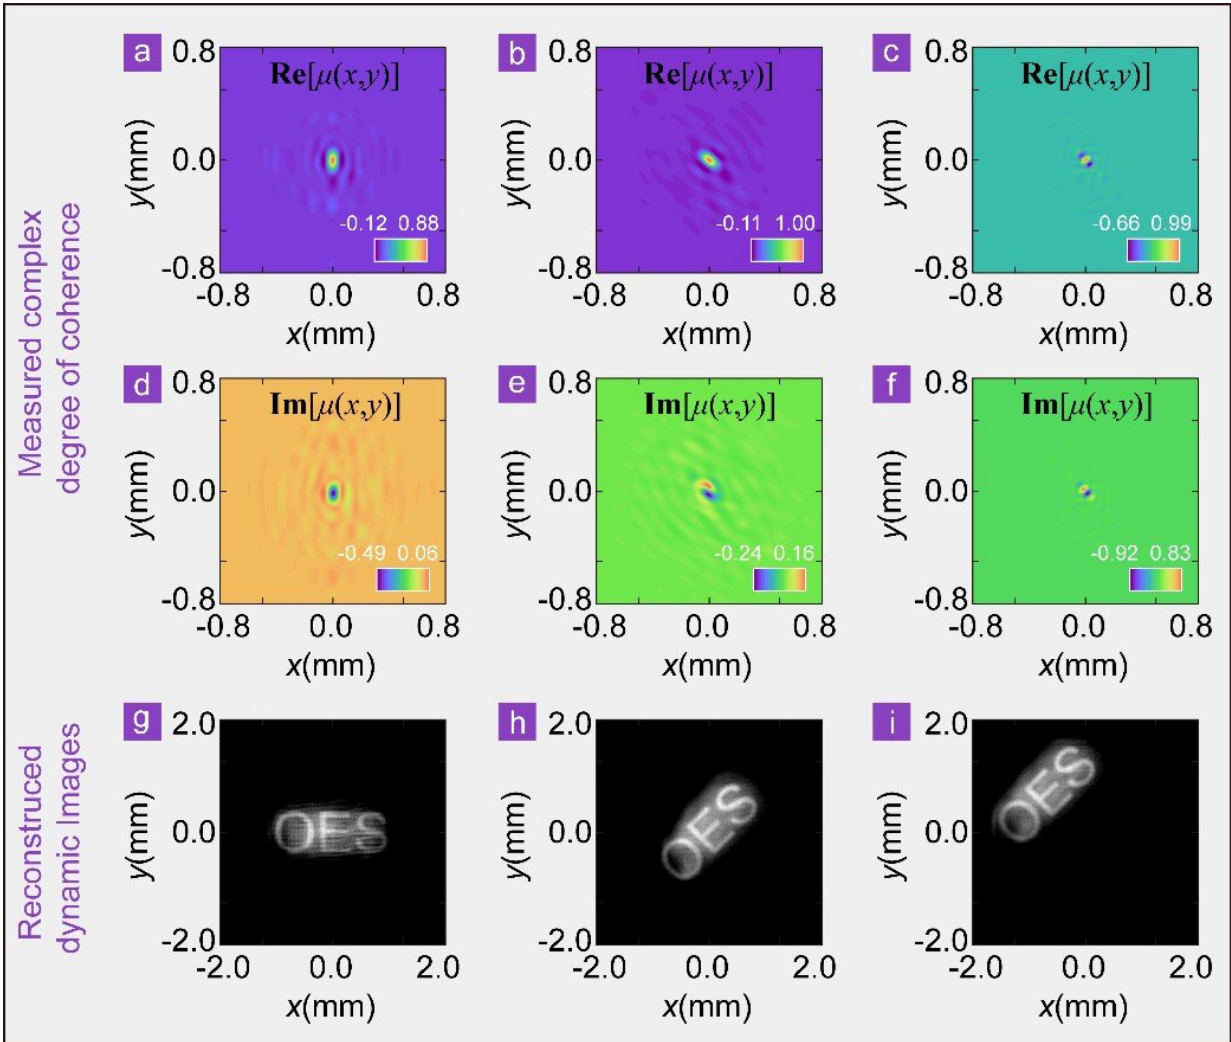 Measured complex
degree of coherence
a
0.8
Re[μ(x,y)]
y(mm)
0.0
-0.12 0.88
-0.8
-0.8 0.0 0.8
x(mm)
b
0.8
Re[μ(x,y)]
y(mm)
0.0
-0.11 1.00
-0.8
-0.8 0.0 0.8
x(mm)
c
0.8
Re[μ(x,y)]
y(mm)
0.0
-0.66 0.99
-0.8
-0.8 0.0 0.8
x(mm)
d
0.8
Im[μ(x,y)]
y(mm)
0.0
-0.49 0.06
-0.8
-0.8 0.0 0.8
x(mm)
e
0.8
Im[μ(x,y)]
y(mm)
0.0
-0.24 0.16
-0.8
-0.8 0.0 0.8
x(mm)
f
0.8
Im[μ(x,y)]
y(mm)
0.0
-0.92 0.83
-0.8
-0.8 0.0 0.8
x(mm)
Reconstruced
dynamic Images
g
2.0
y(mm)
0.0
OES
-2.0
-2.0 0.0 2.0
x(mm)
h
2.0
y(mm)
0.0
OES
-2.0
-2.0 0.0 2.0
x(mm)
i
2.0
y(mm)
0.0
OES
-2.0
-2.0 0.0 2.0
x(mm)